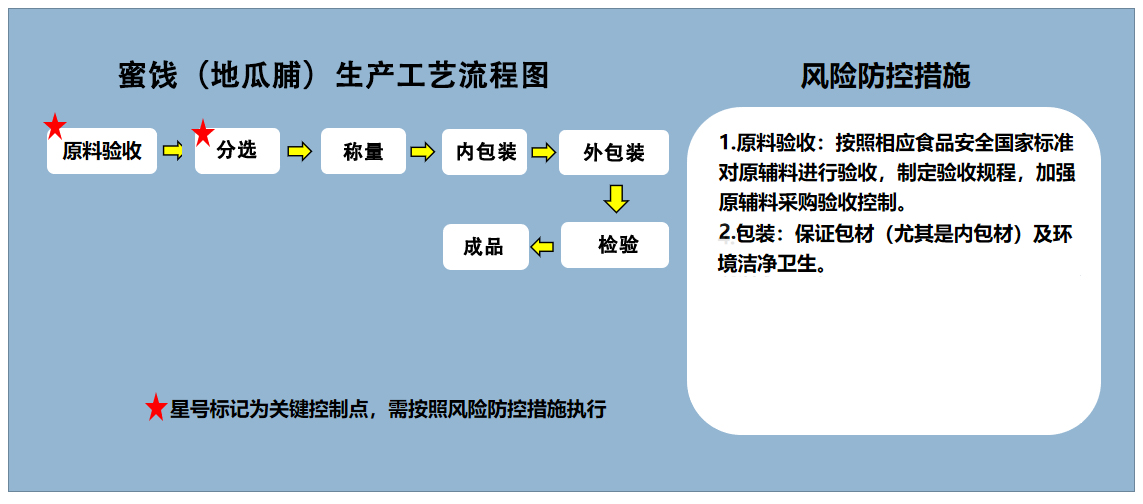 蜜饯（地瓜脯）生产工艺流程图
原料验收
分选
称量
内包装
外包装
检验
成品
星号标记为关键控制点，需按照风险防控措施执行
风险防控措施
1.原料验收：按照相应食品安全国家标准
对原辅料进行验收，制定验收规程，加强
原辅料采购验收控制。
2.包装：保证包材（尤其是内包材）及环
境洁净卫生。